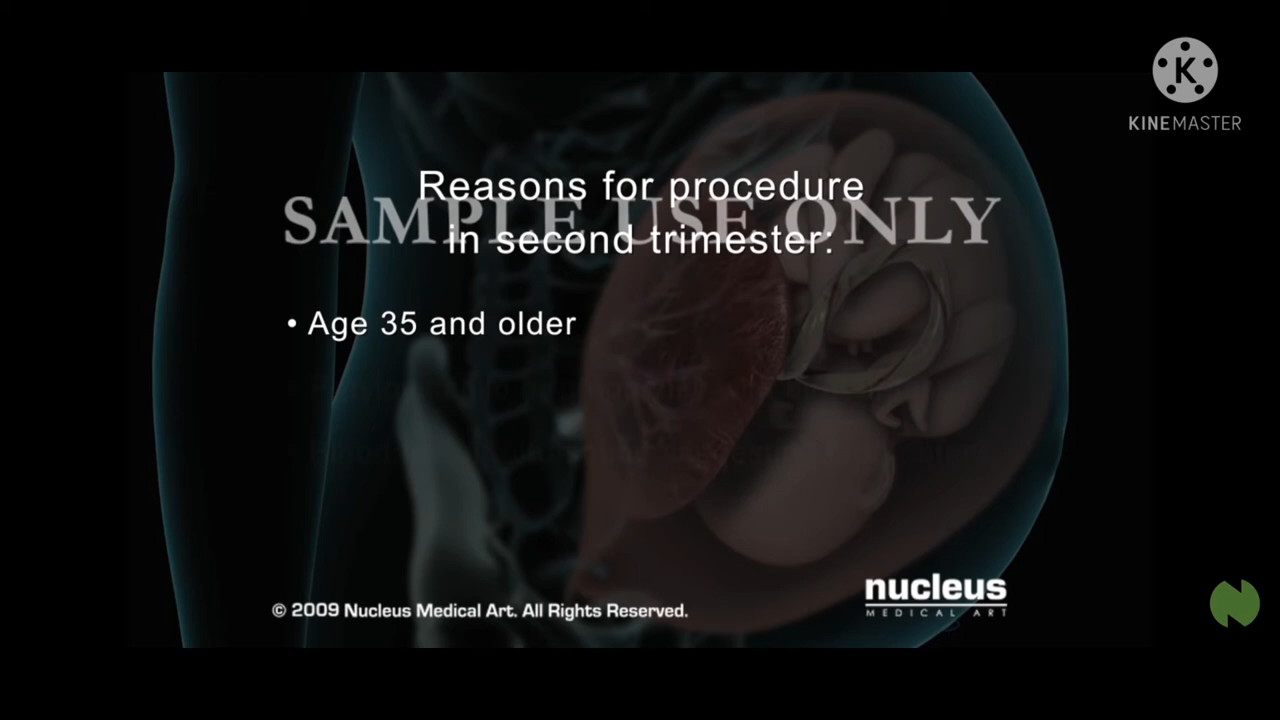 KINEMASTER
Reasons for procedure
SAMPLE USE ONLY
in second trimester:
• Age 35 and older
© 2009 Nucleus Medical Art. All Rights Reserved.
nucleus
MEDICAL ART